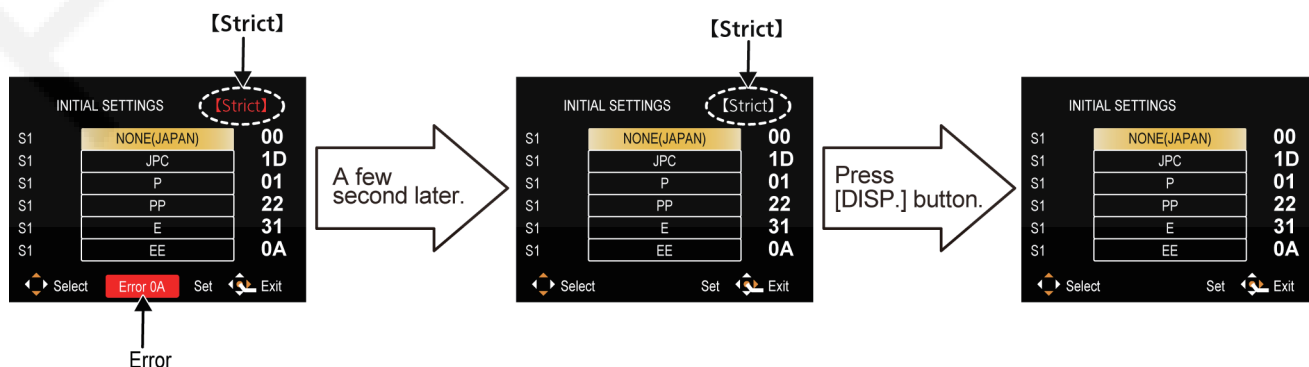 【Strict】
INITIAL SETTINGS 【Strict】
S1 NONE(JAPAN) 00
S1 JPC 1D
S1 P 01
S1 PP 22
S1 E 31
S1 EE 0A
Select Error 0A Set Exit
Error
A few
second later.
【Strict】
INITIAL SETTINGS 【Strict】
S1 NONE(JAPAN) 00
S1 JPC 1D
S1 P 01
S1 PP 22
S1 E 31
S1 EE 0A
Select Set Exit
Press
[DISP.] button.
INITIAL SETTINGS
S1 NONE(JAPAN) 00
S1 JPC 1D
S1 P 01
S1 PP 22
S1 E 31
S1 EE 0A
Select Set Exit